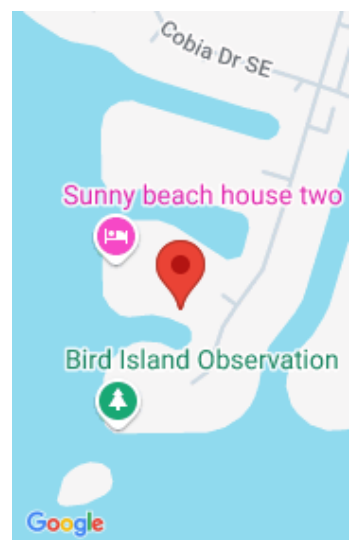 Cobia Dr SE
Sunny beach house two
Bird Island Observation
Google